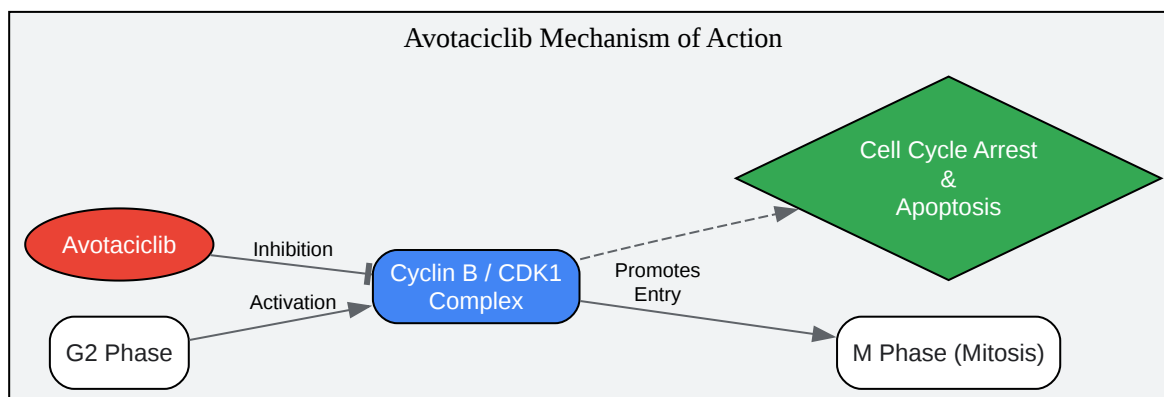 Avotaciclib Mechanism of Action
Cell Cycle Arrest
&
Apoptosis
Avotaciclib
Inhibition
Cyclin B / CDK1
Complex
Promotes
Entry
Activation
G2 Phase
M Phase (Mitosis)